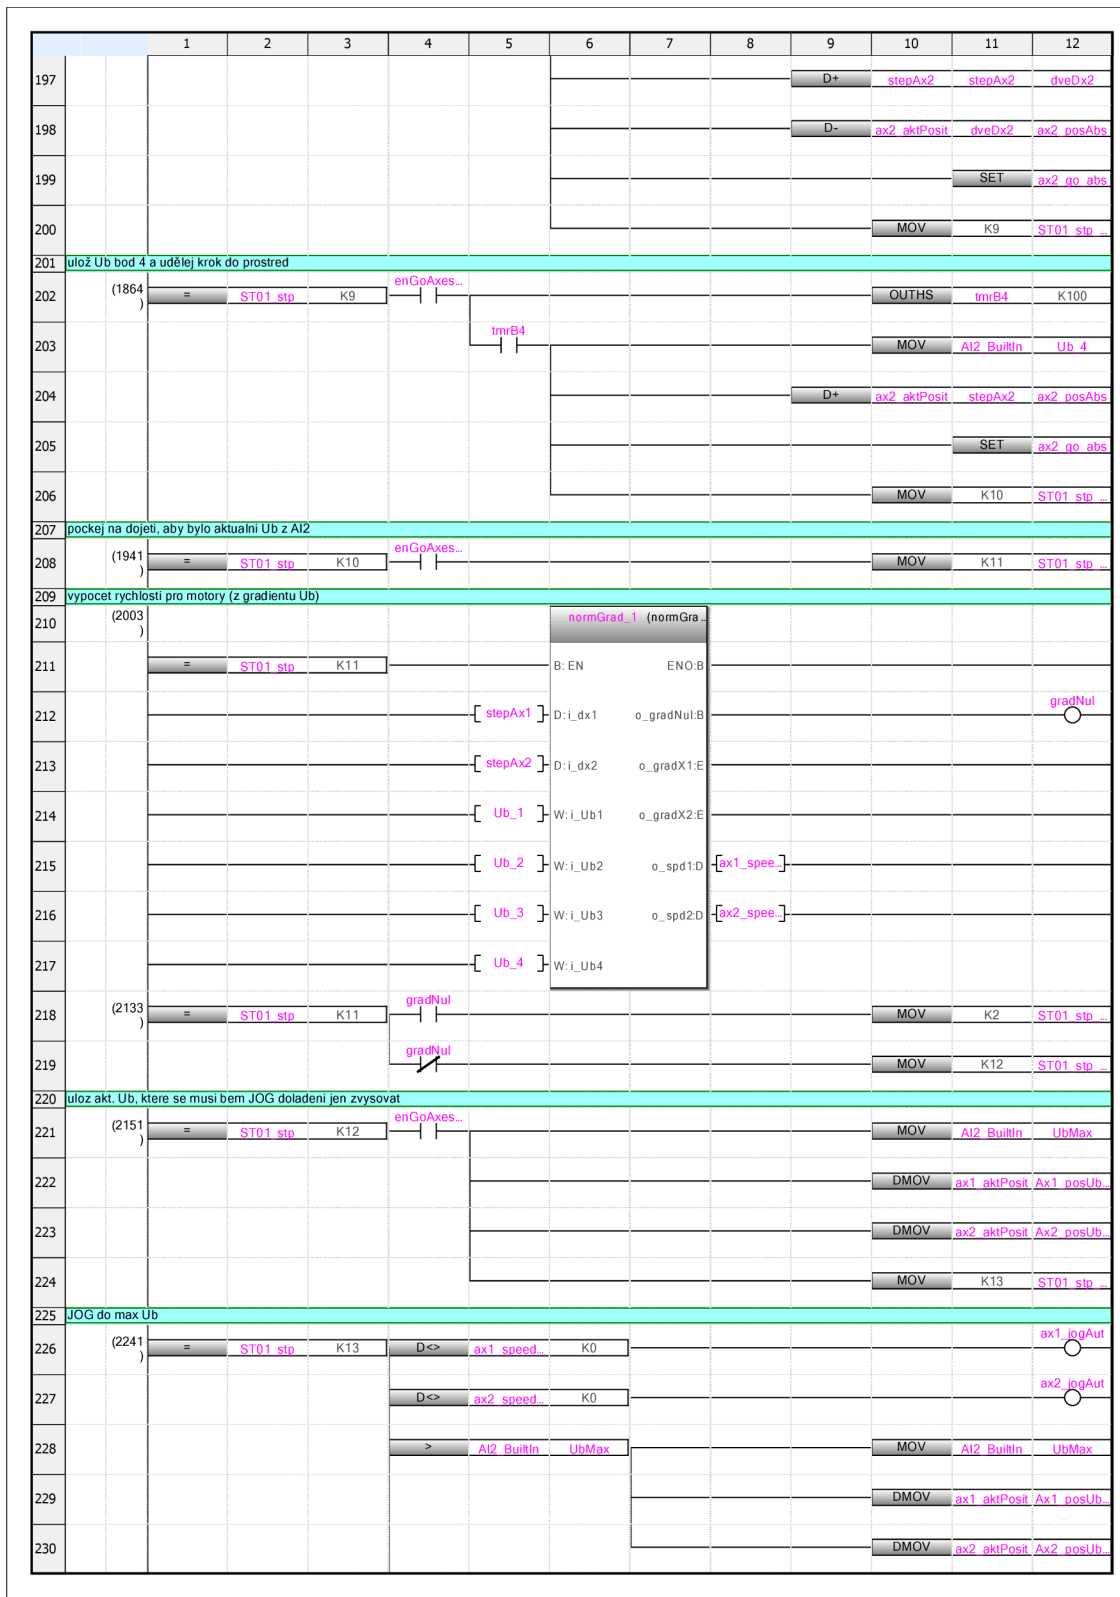 1 2 3 4 5 6 7 8 9 10 11 12
197 D+ stepAx2 stepAx2 dveDx2
198 D- ax2_aktPosit dveDx2 ax2_posAbs
199 SET ax2_go_abs
200 MOV K9 ST01_stp_...
201 ulož Ub bod 4 a udělej krok do prostred
enGoAxes...
202 (1864) = ST01_stp K9 OUTHS tmrB4 K100
tmrB4
203 MOV AI2_BuiltIn Ub_4
204 D+ ax2_aktPosit stepAx2 ax2_posAbs
205 SET ax2_go_abs
206 MOV K10 ST01_stp_...
207 pockej na dojeti, aby bylo aktualni Ub z AI2
enGoAxes...
208 (1941) = ST01_stp K10 MOV K11 ST01_stp_...
209 vypocet rychlosti pro motory (z gradientu Ub)
210 (2003) normGrad_1 (normGra...
211 = ST01_stp K11 B:EN ENO:B
gradNul
212 stepAx1 D:i_dx1 o_gradNul:B
213 stepAx2 D:i_dx2 o_gradX1:E
214 Ub_1 W:i_Ub1 o_gradX2:E
215 Ub_2 W:i_Ub2 o_spd1:D ax1_spee...
216 Ub_3 W:i_Ub3 o_spd2:D ax2_spee...
217 Ub_4 W:i_Ub4
gradNul
218 (2133) = ST01_stp K11 MOV K2 ST01_stp_...
gradNul
219 MOV K12 ST01_stp_...
220 uloz akt. Ub, ktere se musi bem JOG doladeni jen zvysovat
enGoAxes...
221 (2151) = ST01_stp K12 MOV AI2_BuiltIn UbMax
222 DMOV ax1_aktPosit Ax1_posUb...
223 DMOV ax2_aktPosit Ax2_posUb...
224 MOV K13 ST01_stp_...
225 JOG do max Ub
ax1_jogAut
226 (2241) = ST01_stp K13 D<> ax1_speed... K0
ax2_jogAut
227 D<> ax2_speed... K0
228 > AI2_BuiltIn UbMax MOV AI2_BuiltIn UbMax
229 DMOV ax1_aktPosit Ax1_posUb...
230 DMOV ax2_aktPosit Ax2_posUb...